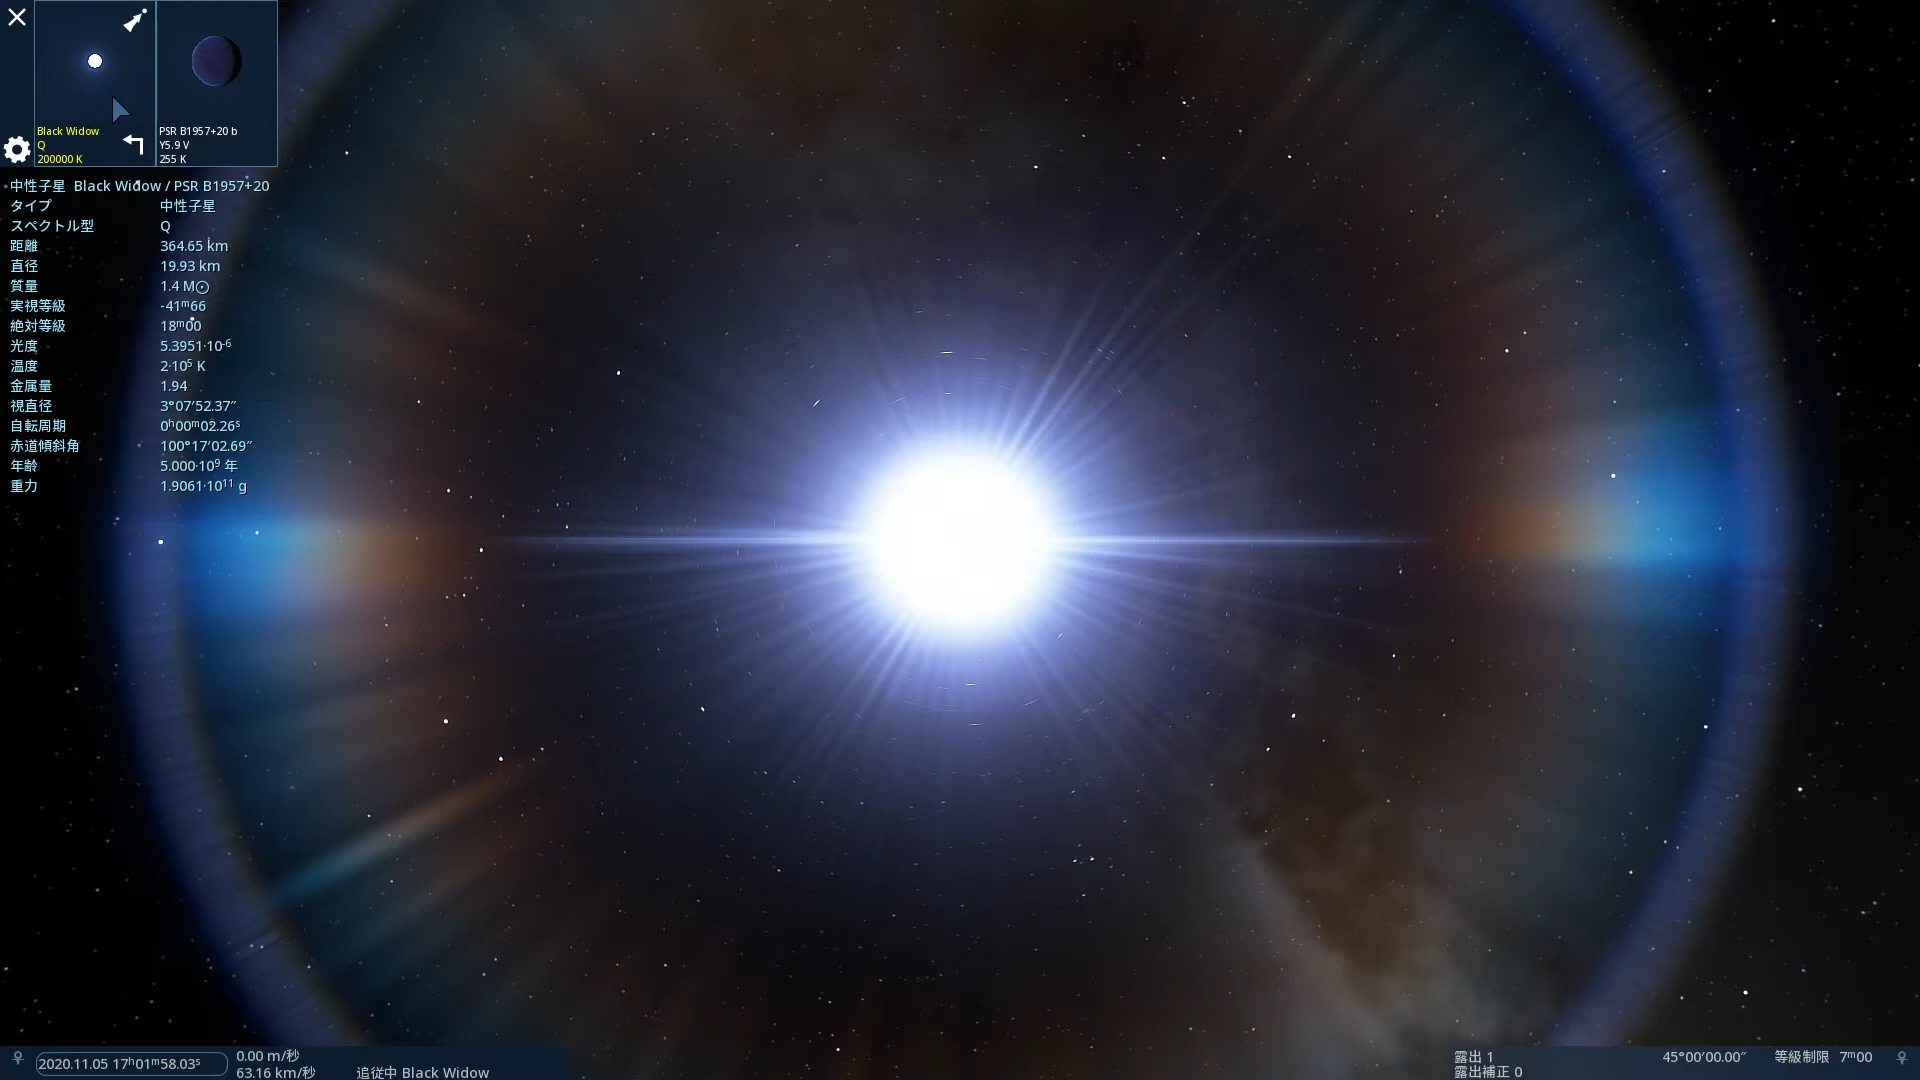 Black Widow
Q
200000 K
PSR B1957+20 b
Y5.9 V
255 K
中性子星 Black Widow / PSR B1957+20
タイプ 中性子星
スペクトル型 Q
距離 364.65 km
直径 19.93 km
質量 1.4 M☉
実視等級 -41ᵐ66
絶対等級 18ᵐ00
光度 5.3951·10⁻⁶
温度 2·10⁵ K
金属量 1.94
視直径 3°07′52.37″
自転周期 0ʰ00ᵐ02.26ˢ
赤道傾斜角 100°17′02.69″
年齢 5.000·10⁹ 年
重力 1.9061·10¹¹ g
2020.11.05 17ʰ01ᵐ58.03ˢ
0.00 m/秒
63.16 km/秒
追従中 Black Widow
露出 1
露出補正 0
45°00′00.00″
等級制限 7ᵐ00